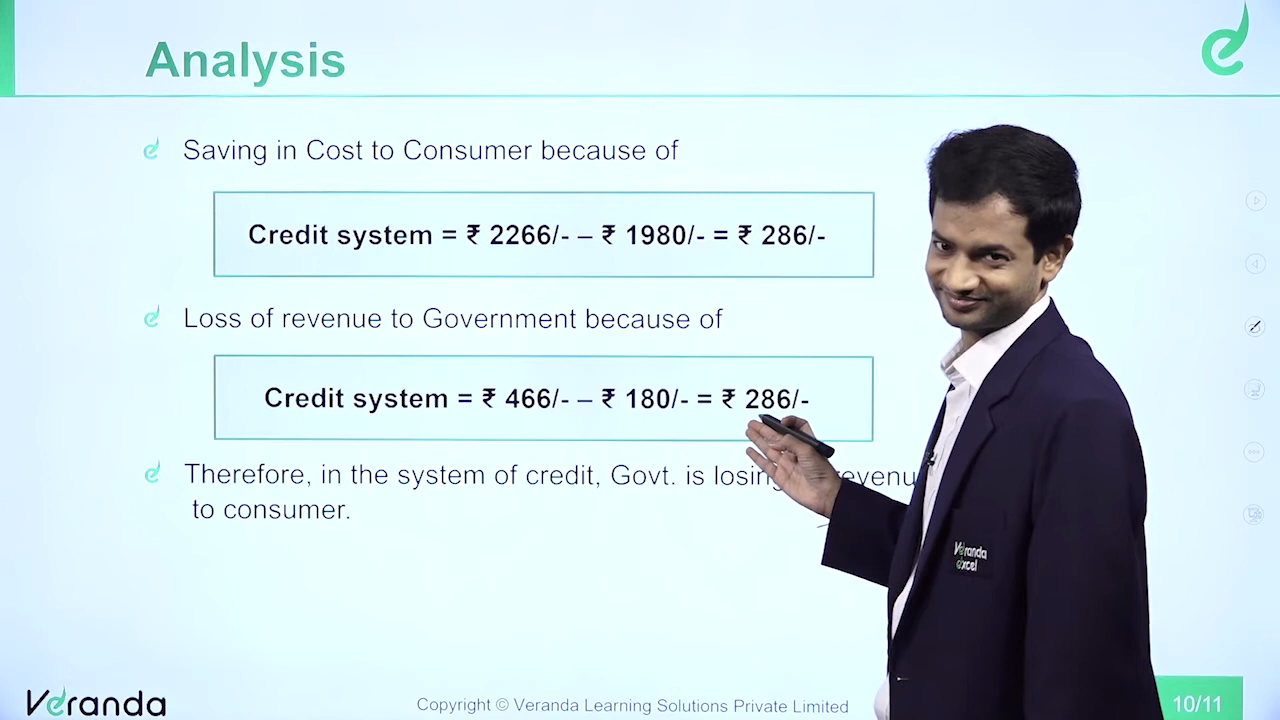 Analysis
Saving in Cost to Consumer because of
Credit system = ₹ 2266/- – ₹ 1980/- = ₹ 286/-
Loss of revenue to Government because of
Credit system = ₹ 466/- – ₹ 180/- = ₹ 286/-
Therefore, in the system of credit, Govt. is losing
to consumer.
Veranda
excel
Veranda
Copyright © Veranda Learning Solutions Private Limited
10/11